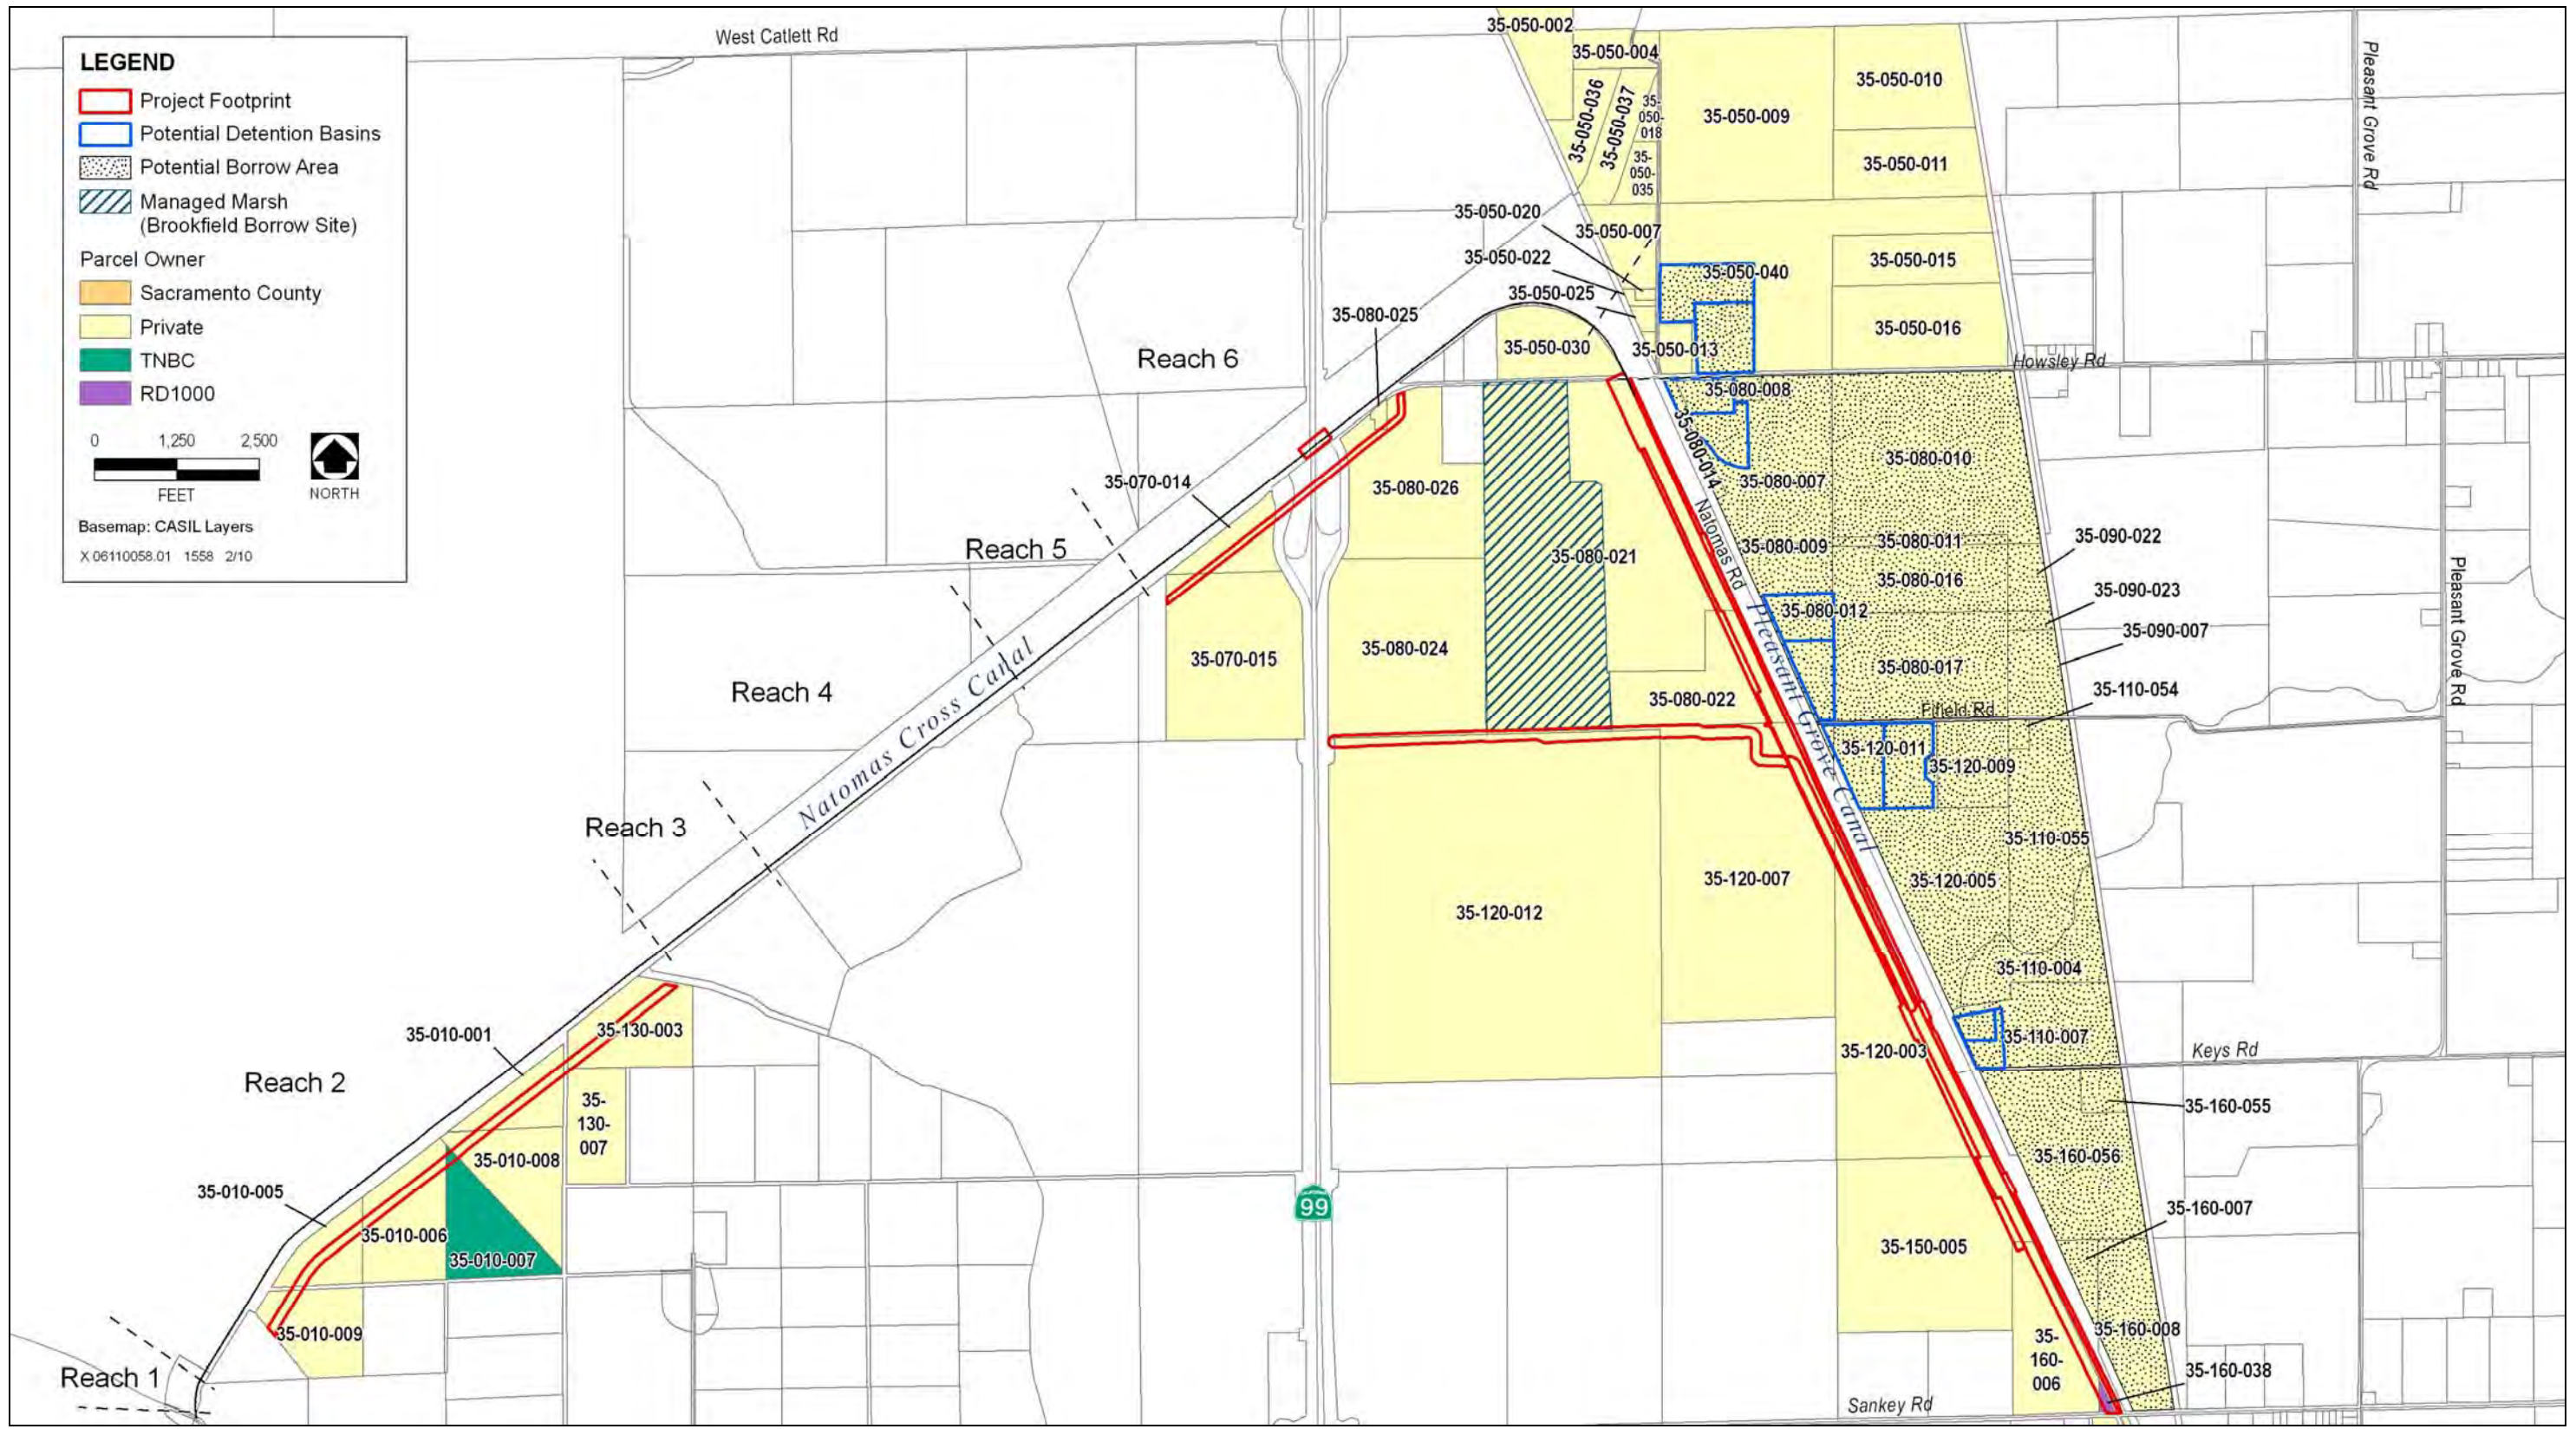 LEGEND
Project Footprint
Potential Detention Basins
Potential Borrow Area
Managed Marsh
(Brookfield Borrow Site)
Parcel Owner
Sacramento County
Private
TNBC
RD1000
0 1,250 2,500
FEET
NORTH
Basemap: CASIL Layers
X 06110058.01 1558 2/10
West Catlett Rd
35-050-002
35-050-004
35-050-036
35-050-037
35-
050-
018
35-
050-
035
35-050-009
35-050-010
35-050-011
Pleasant Grove Rd
35-050-020
35-050-007
35-050-022
35-050-025
35-050-040
35-050-015
35-050-016
35-080-025
35-050-030
35-050-013
Howsley Rd
Reach 6
35-080-008
35-080-014
35-080-007
35-080-010
35-070-014
35-080-026
Natomas Rd
Reach 5
35-080-021
35-080-009
35-080-011
35-080-016
35-090-022
35-090-023
35-090-007
35-110-054
Pleasant Grove Rd
35-080-012
Pleasant Grove Canal
35-070-015
35-080-024
35-080-017
35-080-022
Fifield Rd
Reach 4
Natomas Cross Canal
35-120-011
35-120-009
Reach 3
35-110-055
35-120-012
35-120-007
35-120-005
35-110-004
35-010-001
35-130-003
35-120-003
35-110-007
Keys Rd
Reach 2
35-
130-
007
35-160-055
35-010-008
35-160-056
35-010-005
99
35-160-007
35-010-006
35-010-007
35-150-005
35-010-009
35-160-008
35-
160-
006
35-160-038
Reach 1
Sankey Rd